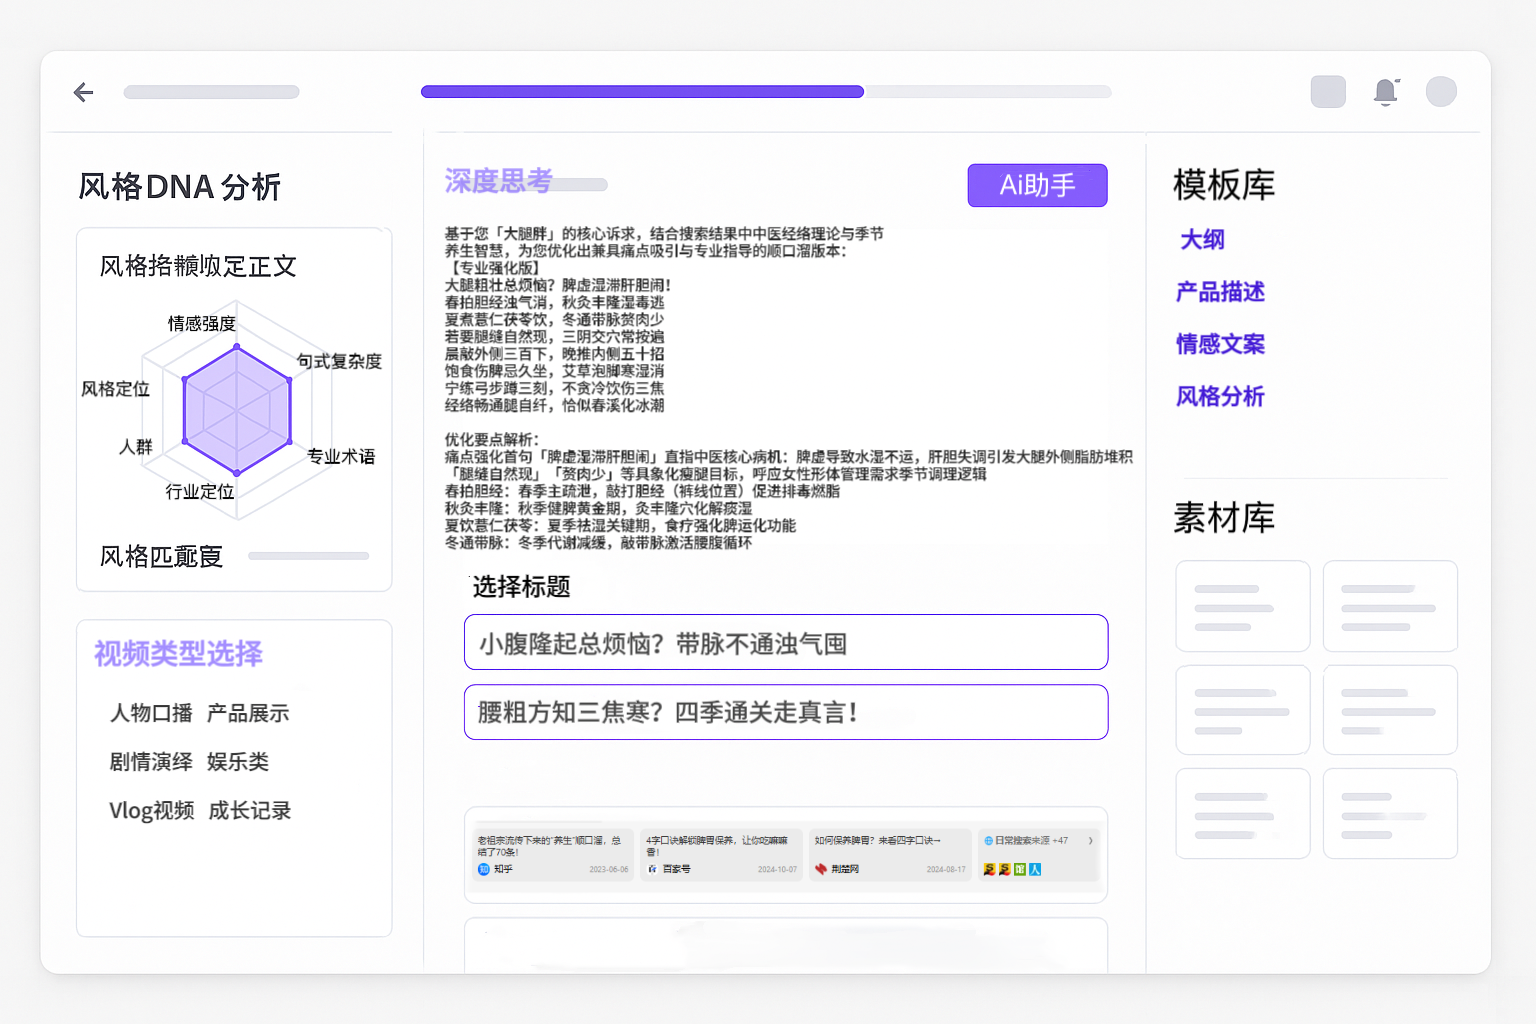 风格DNA 分析
情感强度
句式复杂度
风格定位
人群
专业术语
行业定位
风格匹配度
视频类型选择
人物口播 产品展示
剧情演绎 娱乐类
Vlog视频 成长记录
深度思考
Ai助手
基于您「大腿胖」的核心诉求，结合搜索结果中中医经络理论与季节
养生智慧，为您优化出兼具痛点吸引与专业指导的顺口溜版本：
【专业强化版】
大腿粗壮总烦恼？脾虚湿滞肝胆闹！
春拍胆经浊气消，秋灸丰隆湿毒逃
夏煮薏仁茯苓饮，冬通带脉赘肉少
若要腿缝自然现，三阴交穴常按遍
晨敲外侧三百下，晚推内侧五十招
饱食伤脾忌久坐，艾草泡脚寒湿消
宁练弓步蹲三刻，不贪冷饮伤三焦
经络畅通腿自纤，恰似春溪化冰潮
优化要点解析：
痛点强化首句「脾虚湿滞肝胆闹」直指中医核心病机：脾虚导致水湿不运，肝胆失调引发大腿外侧脂肪堆积
「腿缝自然现」「赘肉少」等具象化瘦腿目标，呼应女性形体管理需求季节调理逻辑
春拍胆经：春季主疏泄，敲打胆经（裤线位置）促进排毒燃脂
秋灸丰隆：秋季健脾黄金期，灸丰隆穴化解痰湿
夏饮薏仁茯苓：夏季祛湿关键期，食疗强化脾运化功能
冬通带脉：冬季代谢减缓，敲带脉激活腰腹循环
选择标题
小腹隆起总烦恼？带脉不通浊气囤
腰粗方知三焦寒？四季通关走真言！
老祖宗流传下来的“养生”顺口溜，总
结了70条！
知 知乎
2023-06-06
4字口诀解锁脾胃保养，让你吃嘛嘛
香！
百家号
2024-10-07
如何保养脾胃？来看四字口诀→
荆楚网
2024-08-17
日常搜索来源 +47
模板库
大纲
产品描述
情感文案
风格分析
素材库